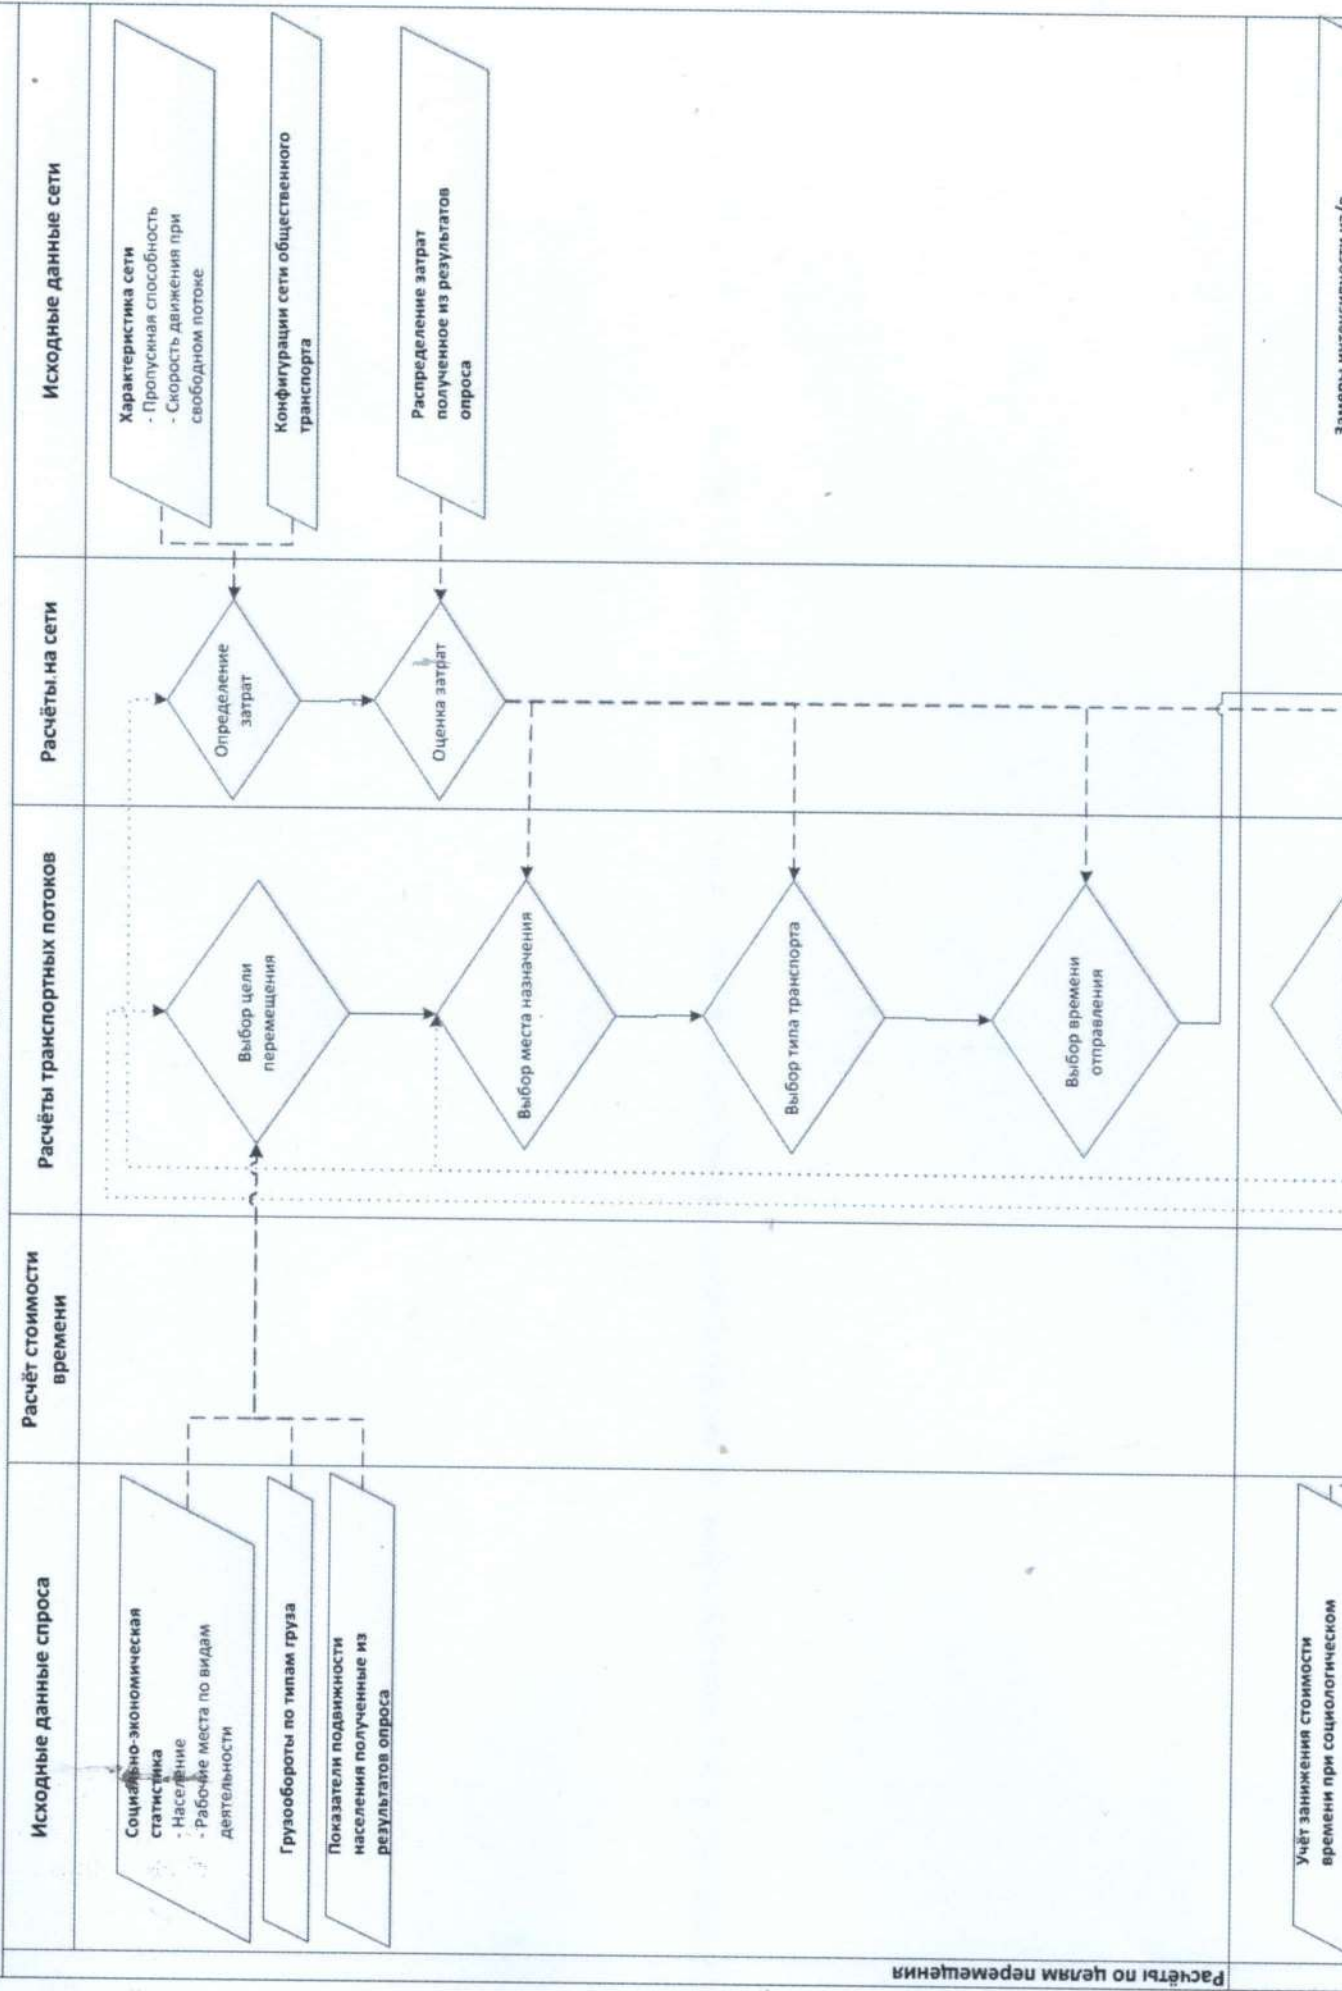 Исходные данные спроса
Расчёт стоимости
времени
Расчёты транспортных потоков
Расчёты на сети
Исходные данные сети
Расчёты по целям перемещения
Социально-экономическая
статистика
- Население
- Рабочие места по видам
деятельности
Грузообороты по типам груза
Показатели подвижности
населения полученные из
результатов опроса
Выбор цели
перемещения
Выбор места назначения
Выбор типа транспорта
Выбор времени
отправления
Определение
затрат
Оценка затрат
Характеристика сети
- Пропускная способность
- Скорость движения при
свободном потоке
Конфигурации сети общественного
транспорта
Распределение затрат
полученное из результатов
опроса
Учёт занижения стоимости
времени при социологическом